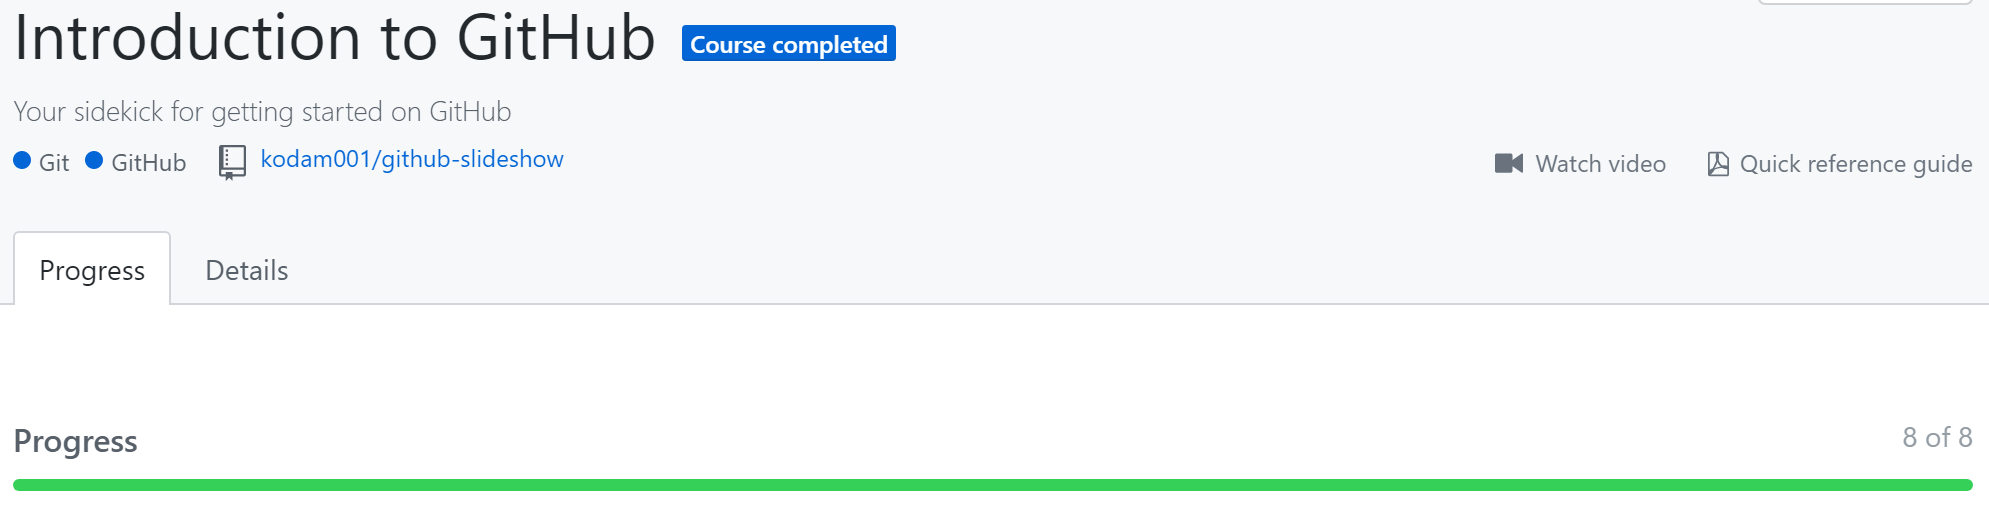 Introduction to GitHub Course completed
Your sidekick for getting started on GitHub
Git GitHub kodam001/github-slideshow Watch video Quick reference guide
Progress Details
Progress 8 of 8